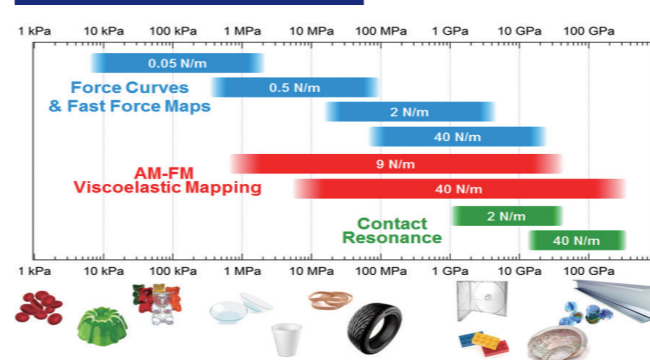 1 kPa 10 kPa 100 kPa 1 MPa 10 MPa 100 MPa 1 GPa 10 GPa 100 GPa
0.05 N/m
Force Curves
& Fast Force Maps
0.5 N/m
2 N/m
40 N/m
AM-FM
Viscoelastic Mapping
9 N/m
40 N/m
Contact
Resonance
2 N/m
40 N/m
1 kPa 10 kPa 100 kPa 1 MPa 10 MPa 100 MPa 1 GPa 10 GPa 100 GPa